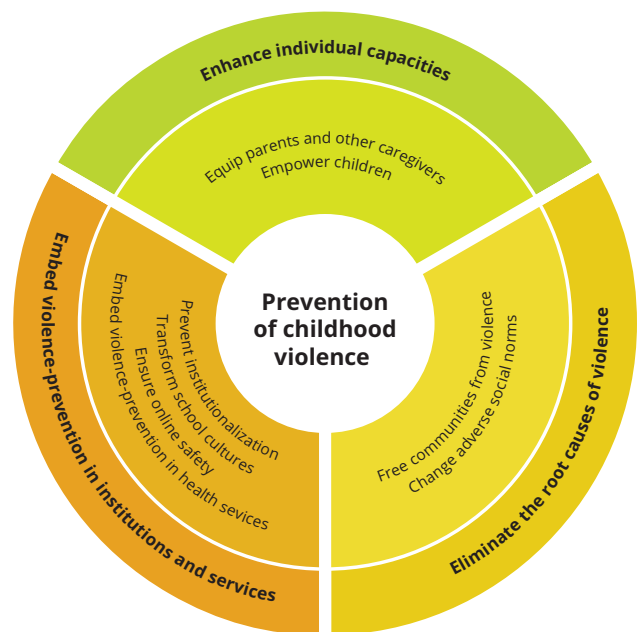 Enhance individual capacities
Equip parents and other caregivers
Empower children
Prevention
of childhood
violence
Embed violence-prevention in institutions and services
Prevent institutionalization
Transform school cultures
Ensure online safety
Embed violence-prevention in health sevices
Free communities from violence
Change adverse social norms
Eliminate the root causes of violence